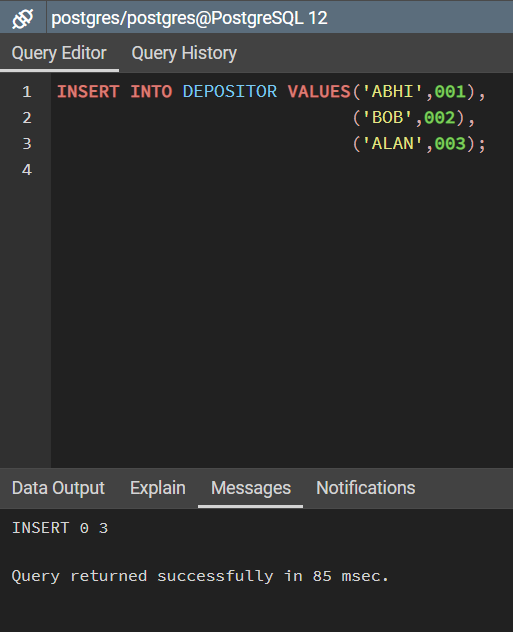 postgres/postgres@PostgreSQL 12
Query Editor Query History
1 INSERT INTO DEPOSITOR VALUES('ABHI',001),
2 ('BOB',002),
3 ('ALAN',003);
4
Data Output Explain Messages Notifications
INSERT 0 3
Query returned successfully in 85 msec.